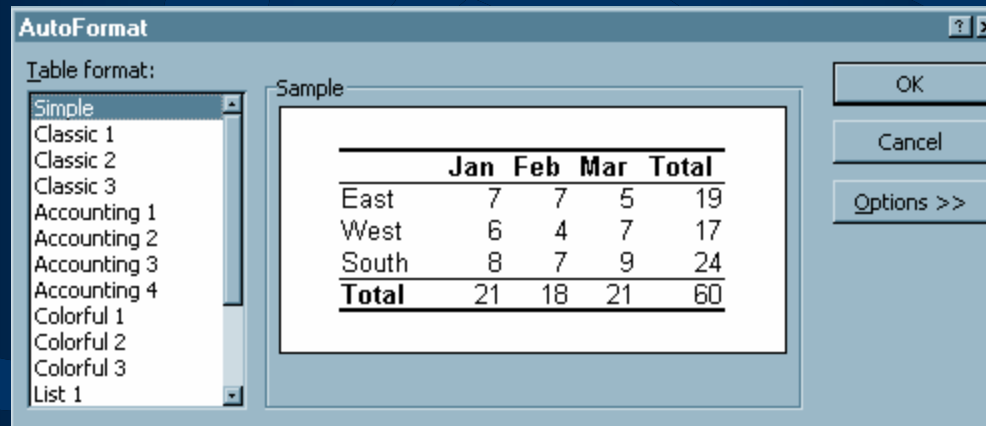 AutoFormat
Table format:
Simple
Classic 1
Classic 2
Classic 3
Accounting 1
Accounting 2
Accounting 3
Accounting 4
Colorful 1
Colorful 2
Colorful 3
List 1
Sample
Jan Feb Mar Total
East 7 7 5 19
West 6 4 7 17
South 8 7 9 24
Total 21 18 21 60
OK
Cancel
Options >>